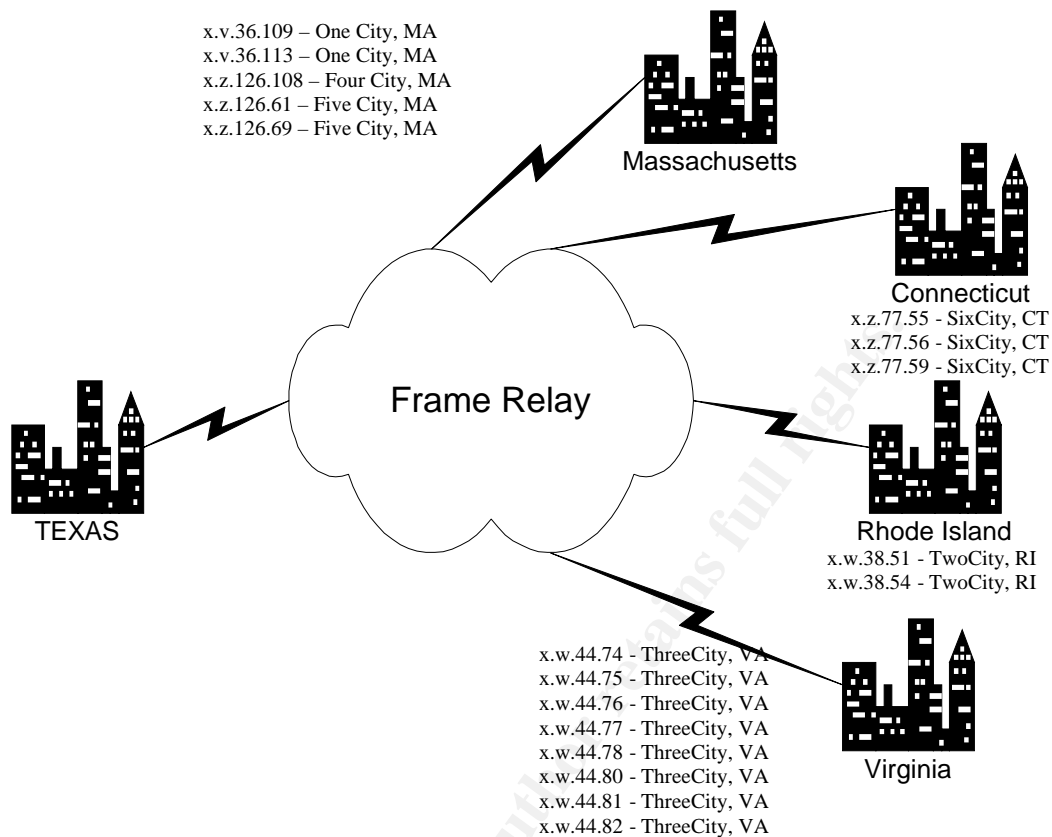 x.v.36.109 – One City, MA
x.v.36.113 – One City, MA
x.z.126.108 – Four City, MA
x.z.126.61 – Five City, MA
x.z.126.69 – Five City, MA
Massachusetts
Connecticut
x.z.77.55 - SixCity, CT
x.z.77.56 - SixCity, CT
x.z.77.59 - SixCity, CT
Frame Relay
TEXAS
Rhode Island
x.w.38.51 - TwoCity, RI
x.w.38.54 - TwoCity, RI
x.w.44.74 - ThreeCity, VA
x.w.44.75 - ThreeCity, VA
x.w.44.76 - ThreeCity, VA
x.w.44.77 - ThreeCity, VA
x.w.44.78 - ThreeCity, VA
x.w.44.80 - ThreeCity, VA
x.w.44.81 - ThreeCity, VA
x.w.44.82 - ThreeCity, VA
Virginia
uthor retains full rights.